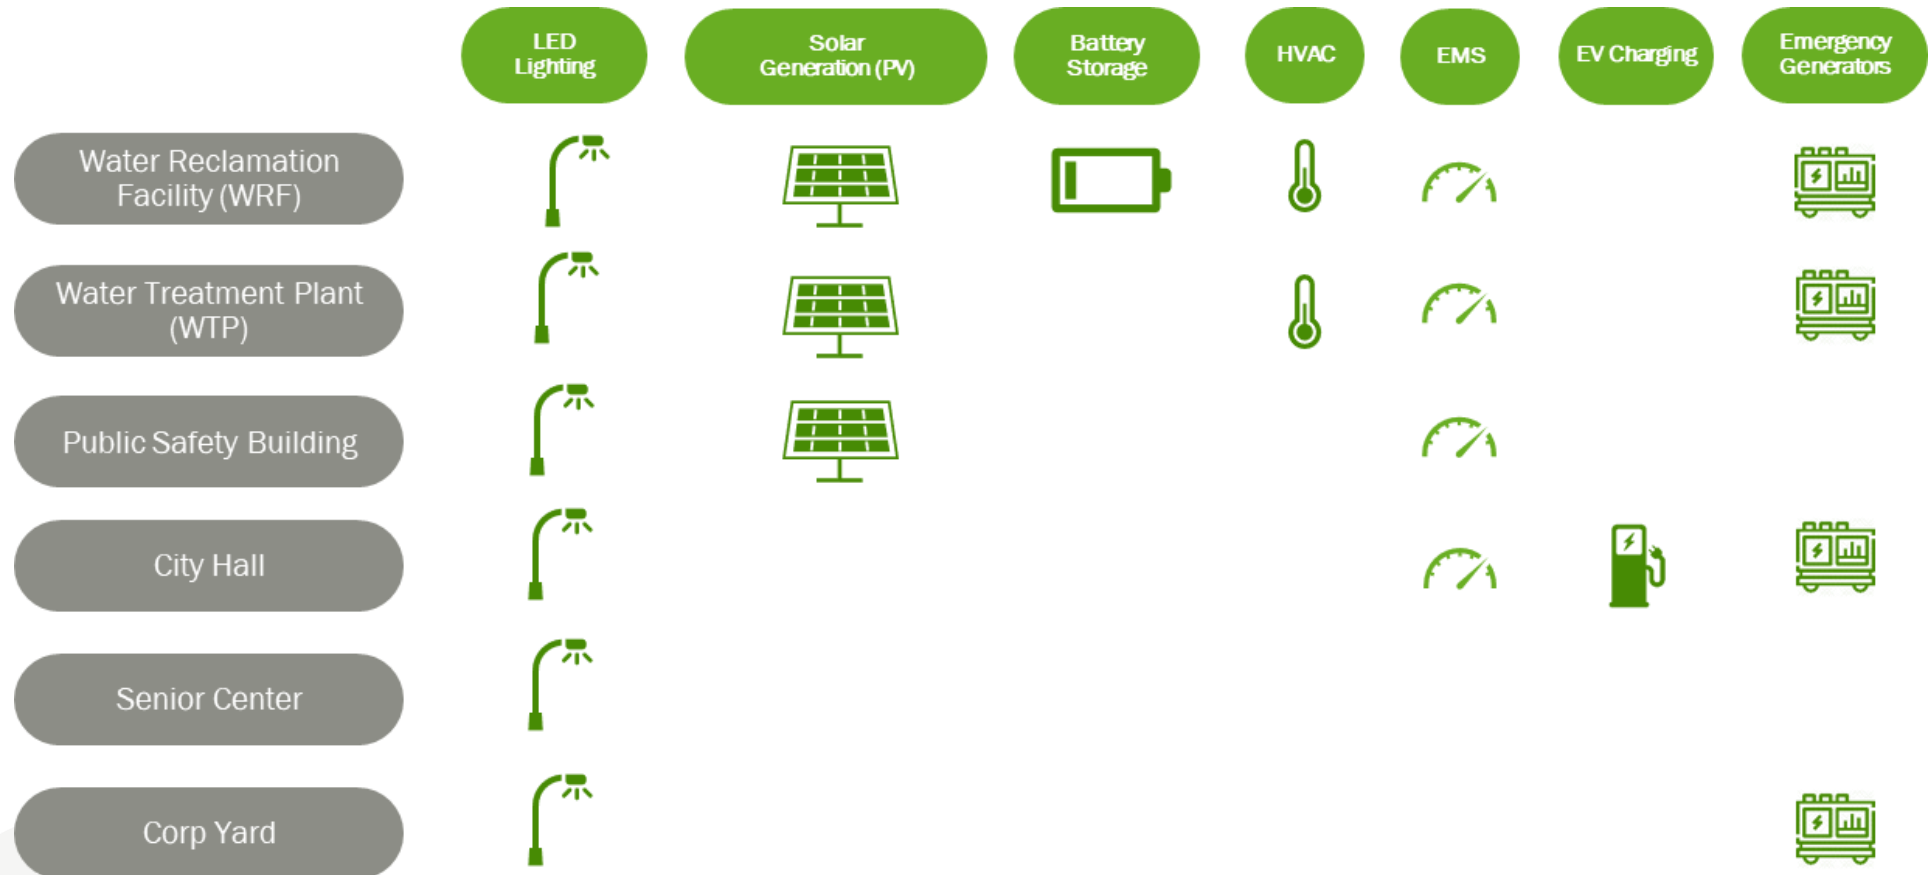 LED
Lighting
Solar
Generation (PV)
Battery
Storage
HVAC
EMS
EV Charging
Emergency
Generators
Water Reclamation
Facility (WRF)
Water Treatment Plant
(WTP)
Public Safety Building
City Hall
Senior Center
Corp Yard